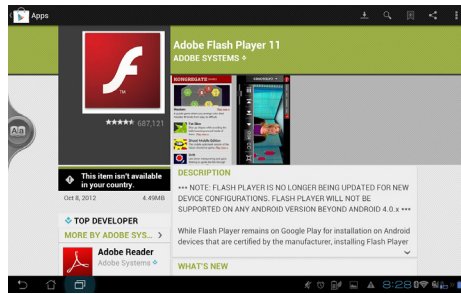 Apps
Adobe Flash Player 11
ADOBE SYSTEMS
687,121
KONGREGATE
Aa
This item isn't available
in your country.
Oct 8, 2012
4.49MB
TOP DEVELOPER
MORE BY ADOBE SYS...
Adobe Reader
Adobe Systems
DESCRIPTION
*** NOTE: FLASH PLAYER IS NO LONGER BEING UPDATED FOR NEW
DEVICE CONFIGURATIONS. FLASH PLAYER WILL NOT BE
SUPPORTED ON ANY ANDROID VERSION BEYOND ANDROID 4.0.x ***
While Flash Player remains on Google Play for installation on Android
devices that are certified by the manufacturer, installing Flash Player
WHAT'S NEW
8:28